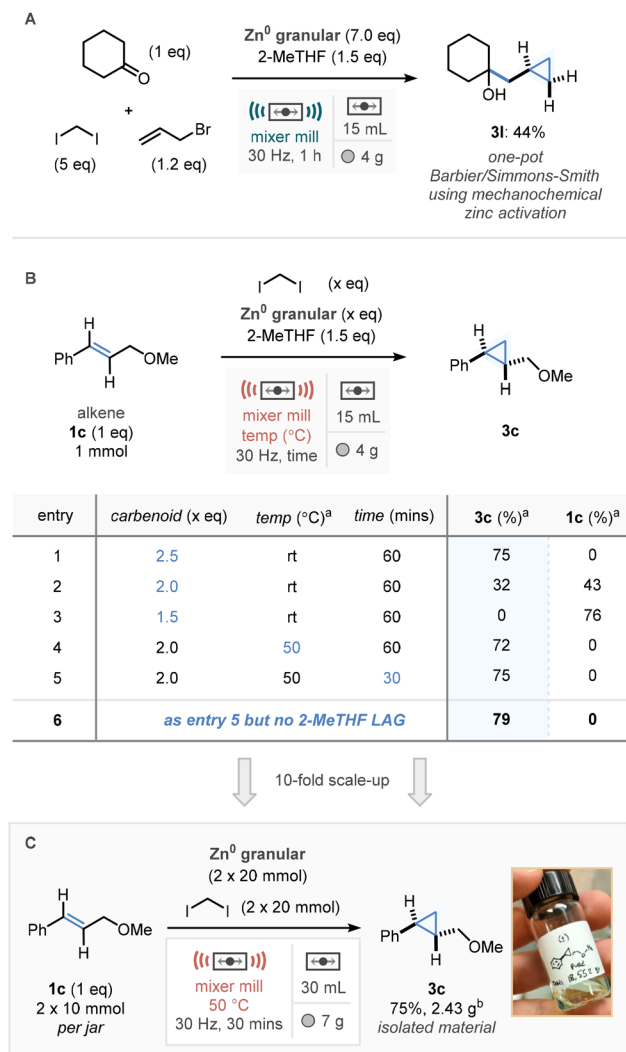 A
(1 eq)
O
+
I I
(5 eq)
Br
(1.2 eq)
Zn⁰ granular (7.0 eq)
2-MeTHF (1.5 eq)
mixer mill
30 Hz, 1 h
15 mL
4 g
H
OH
H
H
3l: 44%
one-pot
Barbier/Simmons-Smith
using mechanochemical
zinc activation
B
H
Ph OMe
H
alkene
1c (1 eq)
1 mmol
I I (x eq)
Zn⁰ granular (x eq)
2-MeTHF (1.5 eq)
mixer mill
temp (°C)
30 Hz, time
15 mL
4 g
H
Ph
H
OMe
3c
entry carbenoid (x eq) temp (°C)ᵃ time (mins) 3c (%)ᵃ 1c (%)ᵃ
1 2.5 rt 60 75 0
2 2.0 rt 60 32 43
3 1.5 rt 60 0 76
4 2.0 50 60 72 0
5 2.0 50 30 75 0
6 as entry 5 but no 2-MeTHF LAG 79 0
10-fold scale-up
C
H
Ph OMe
H
1c (1 eq)
2 x 10 mmol
per jar
Zn⁰ granular
(2 x 20 mmol)
I I (2 x 20 mmol)
mixer mill
50 °C
30 Hz, 30 mins
30 mL
7 g
H
Ph
H
OMe
3c
75%, 2.43 gᵇ
isolated material